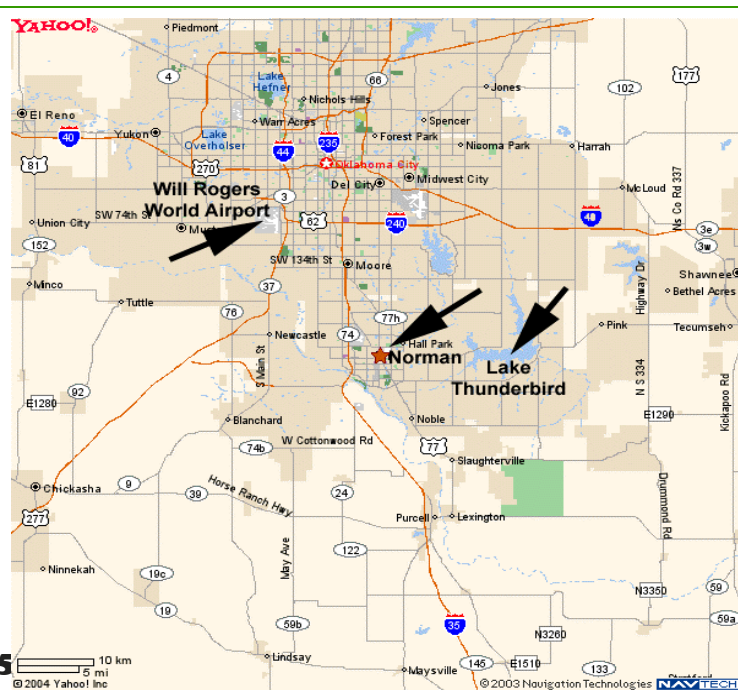 YAHOO!®
Piedmont
4
66
177
Lake
Hefner
Jones
102
El Reno
Nichols Hills
Warr Acres
Spencer
40
Yukon
Lake
Overholser
235
Forest Park
44
Nicoma Park
Harrah
81
270
Oklahoma City
Del City
Midwest City
Ns Co Rd 337
McLoud
Will Rogers
World Airport
3
SW 74th St
62
240
40
Union City
3e
152
3w
SW 134th St
Moore
Shawnee
Highway Dr
Bethel Acres
Minco
37
Tuttle
76
77h
Newcastle
74
Pink
Tecumseh
Hall Park
Norman
Lake
Thunderbird
S Main St
N S 334
Kickapoo Rd
92
E1280
E1290
Blanchard
Noble
W Cottonwood Rd
74b
77
Slaughterville
Chickasha
9
39
Horse Ranch Hwy
24
Drummond Rd
277
Purcell
Lexington
May Ave
122
Ninnekah
19c
N3350
59
19
59b
35
59a
N3260
Lindsay
145
E1510
133
Maysville
s
10 km
5 mi
© 2004 Yahoo! Inc
© 2003 Navigation Technologies NAVTECH